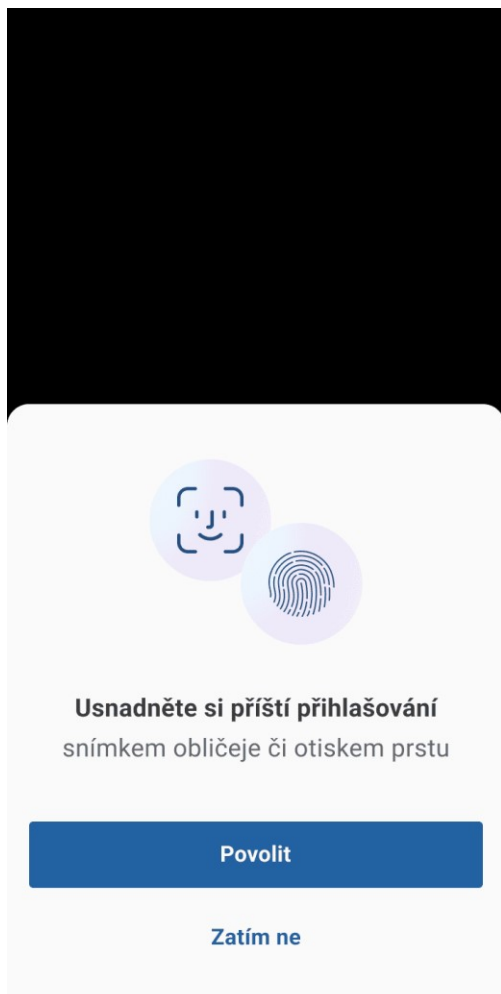 Usnadněte si příští přihlašování
snímkem obličeje či otiskem prstu
Povolit
Zatím ne